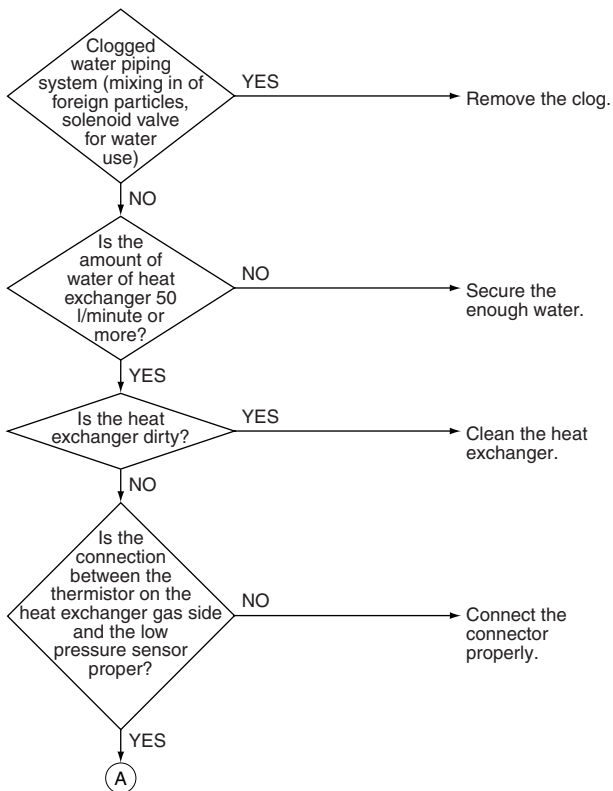 Clogged
water piping
system (mixing in of
foreign particles,
solenoid valve
for water
use)
YES
Remove the clog.
NO
Is the
amount of
water of heat
exchanger 50
l/minute or
more?
NO
Secure the
enough water.
YES
Is the heat
exchanger dirty?
YES
Clean the heat
exchanger.
NO
Is the
connection
between the
thermistor on the
heat exchanger gas side
and the low
pressure sensor
proper?
NO
Connect the
connector
properly.
YES
A